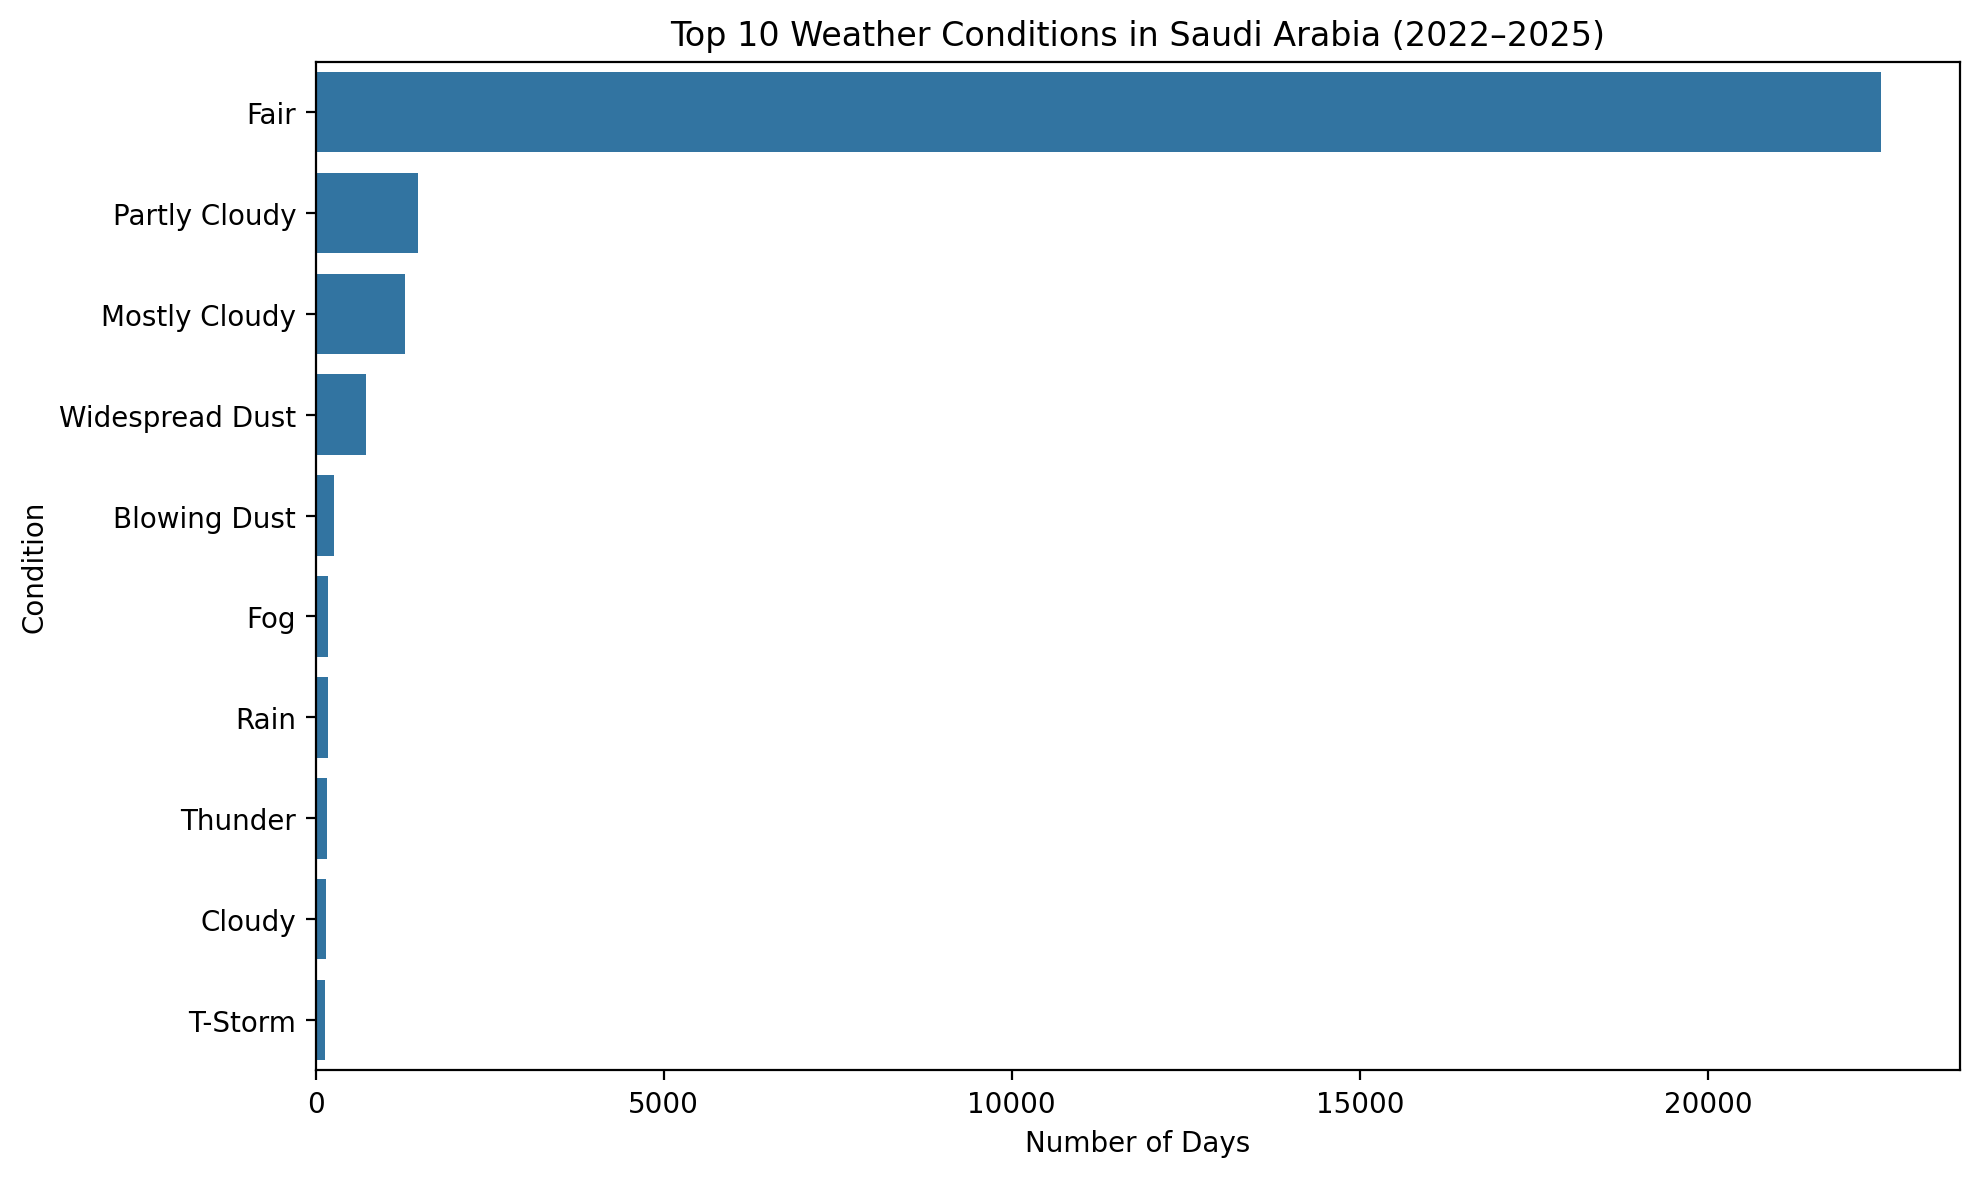 Top 10 Weather Conditions in Saudi Arabia (2022–2025)
Fair
Partly Cloudy
Mostly Cloudy
Widespread Dust
Blowing Dust
Fog
Rain
Thunder
Cloudy
T-Storm
Condition
0 5000 10000 15000 20000
Number of Days